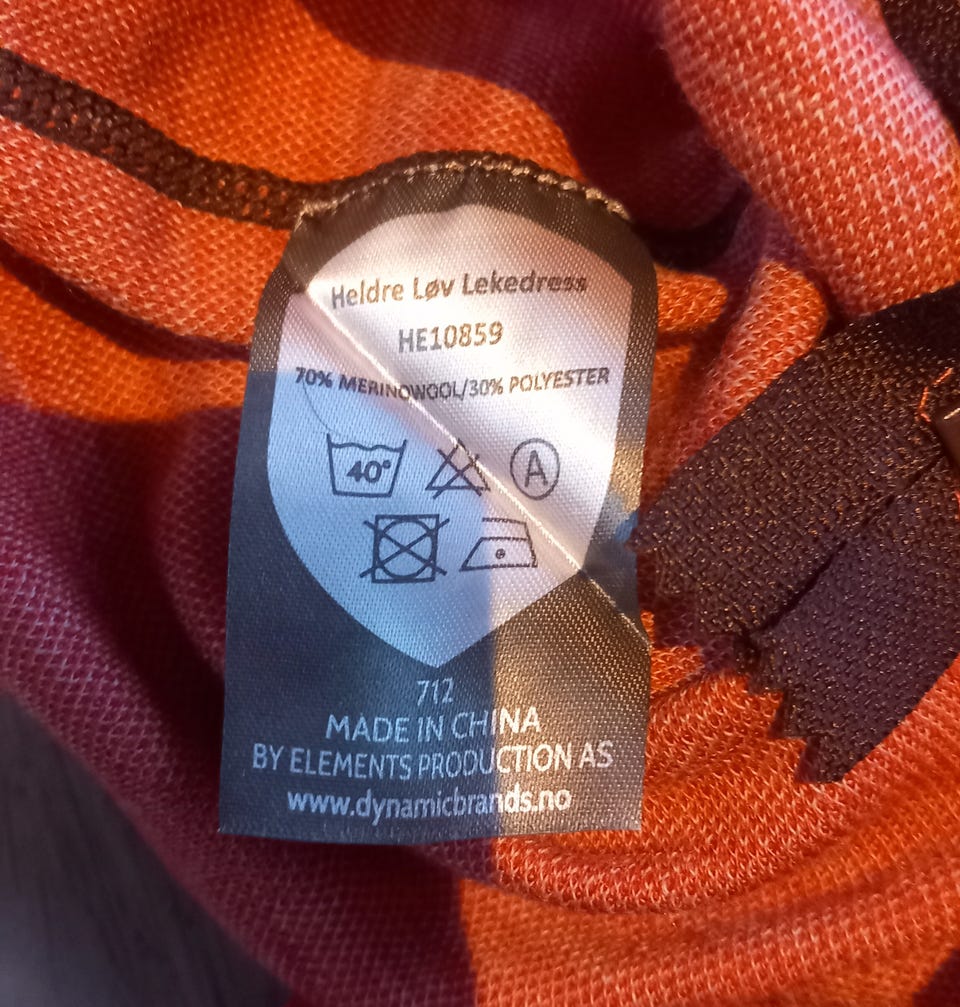 Heldre Løv Lekedress
HE10859
70% MERINOWOOL/30% POLYESTER
40° A
712
MADE IN CHINA
BY ELEMENTS PRODUCTION AS
www.dynamicbrands.no